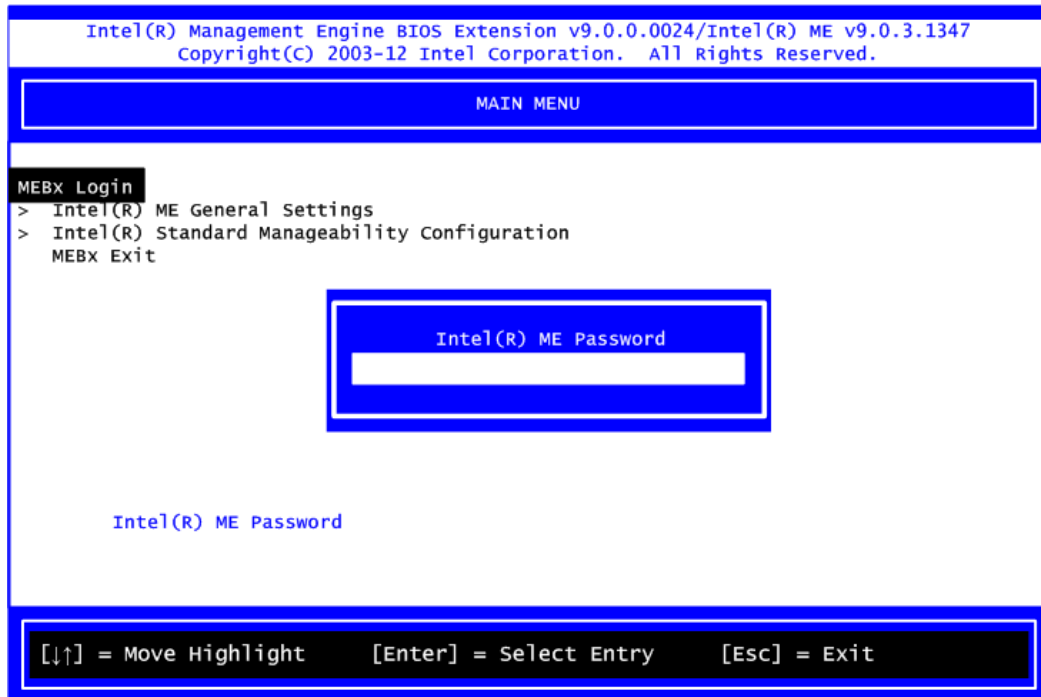 Intel(R) Management Engine BIOS Extension v9.0.0.0024/Intel(R) ME v9.0.3.1347
Copyright(C) 2003-12 Intel Corporation.  All Rights Reserved.
MAIN MENU
MEBx Login
>  Intel(R) ME General Settings
>  Intel(R) Standard Manageability Configuration
MEBx Exit
Intel(R) ME Password
Intel(R) ME Password
[↓↑] = Move Highlight  [Enter] = Select Entry  [Esc] = Exit